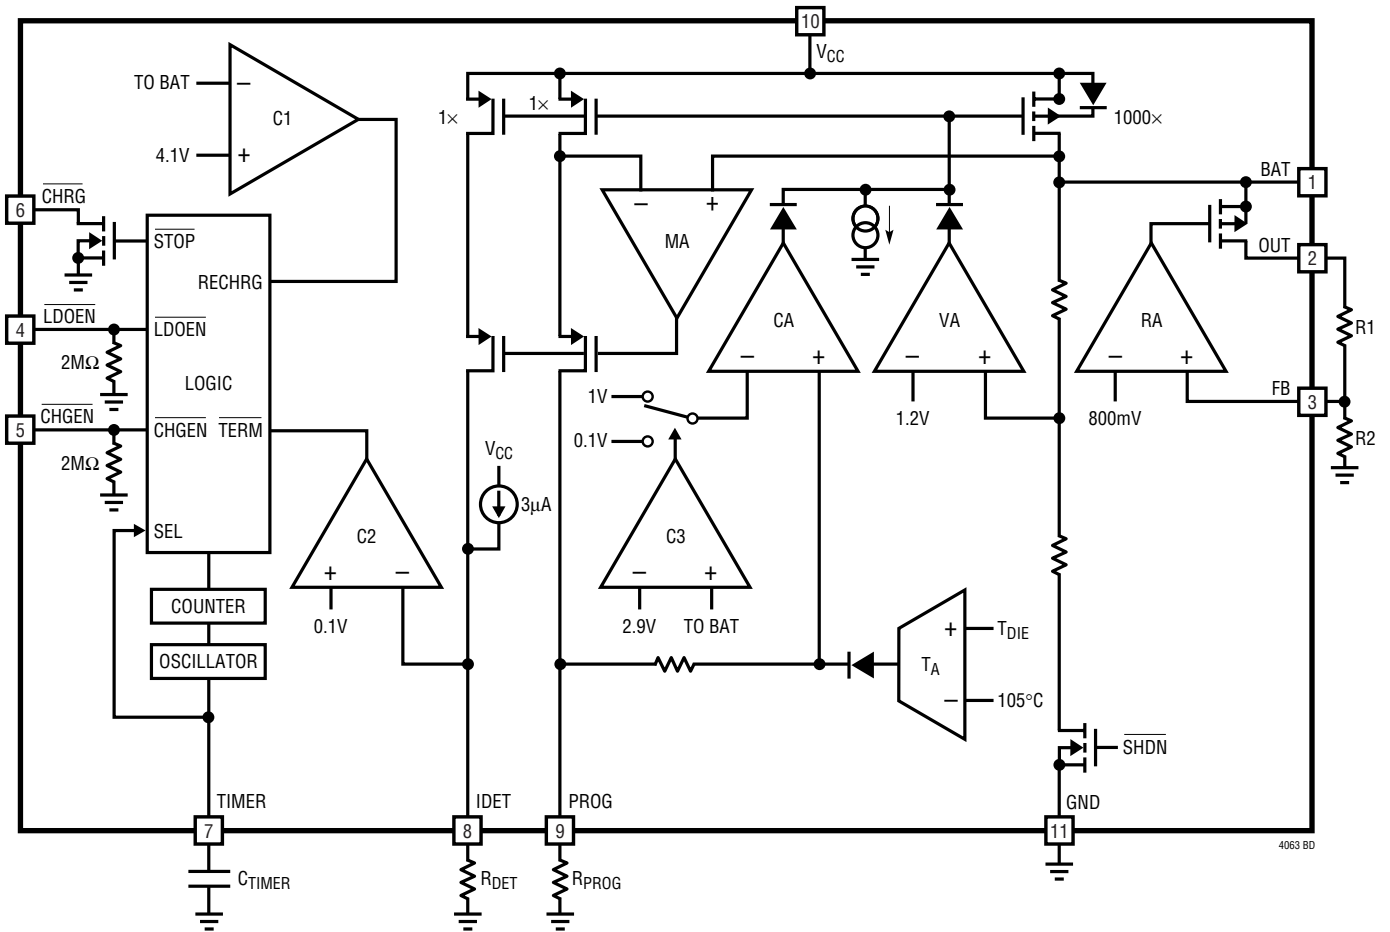 10
VCC
TO BAT
−
C1
4.1V
+
1×
1×
1000×
BAT
1
6
CHRG
STOP
RECHRG
−
+
MA
OUT
2
4
LDOEN
LDOEN
2MΩ
LOGIC
CA
−
+
VA
−
+
RA
−
+
R1
1V
0.1V
1.2V
800mV
FB
3
5
CHGEN
CHGEN
TERM
2MΩ
R2
VCC
3µA
SEL
C2
+
−
0.1V
C3
−
+
2.9V
TO BAT
COUNTER
OSCILLATOR
+
TDIE
TA
−
105°C
SHDN
TIMER
7
IDET
8
PROG
9
GND
11
4063 BD
CTIMER
RDET
RPROG